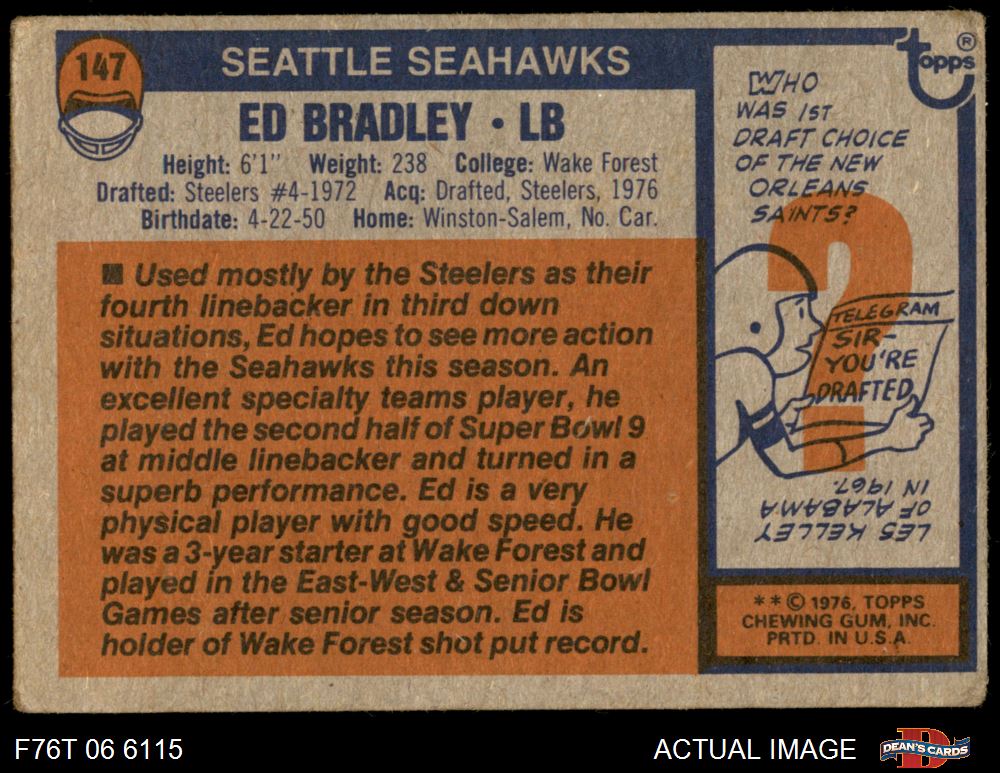 147
SEATTLE SEAHAWKS
ED BRADLEY • LB
Height: 6'1" Weight: 238 College: Wake Forest
Drafted: Steelers #4-1972 Acq: Drafted, Steelers, 1976
Birthdate: 4-22-50 Home: Winston-Salem, No. Car.
■ Used mostly by the Steelers as their
fourth linebacker in third down
situations, Ed hopes to see more action
with the Seahawks this season. An
excellent specialty teams player, he
played the second half of Super Bowl 9
at middle linebacker and turned in a
superb performance. Ed is a very
physical player with good speed. He
was a 3-year starter at Wake Forest and
played in the East-West & Senior Bowl
Games after senior season. Ed is
holder of Wake Forest shot put record.
topps®
WHO
WAS 1ST
DRAFT CHOICE
OF THE NEW
ORLEANS
SAINTS?
?
TELEGRAM
SIR-
YOU'RE
DRAFTED
LES KELLEY
OF ALABAMA
IN 1967.
**© 1976, TOPPS
CHEWING GUM, INC.
PRTD. IN U.S.A.
F76T 06 6115
ACTUAL IMAGE
DEAN'S CARDS